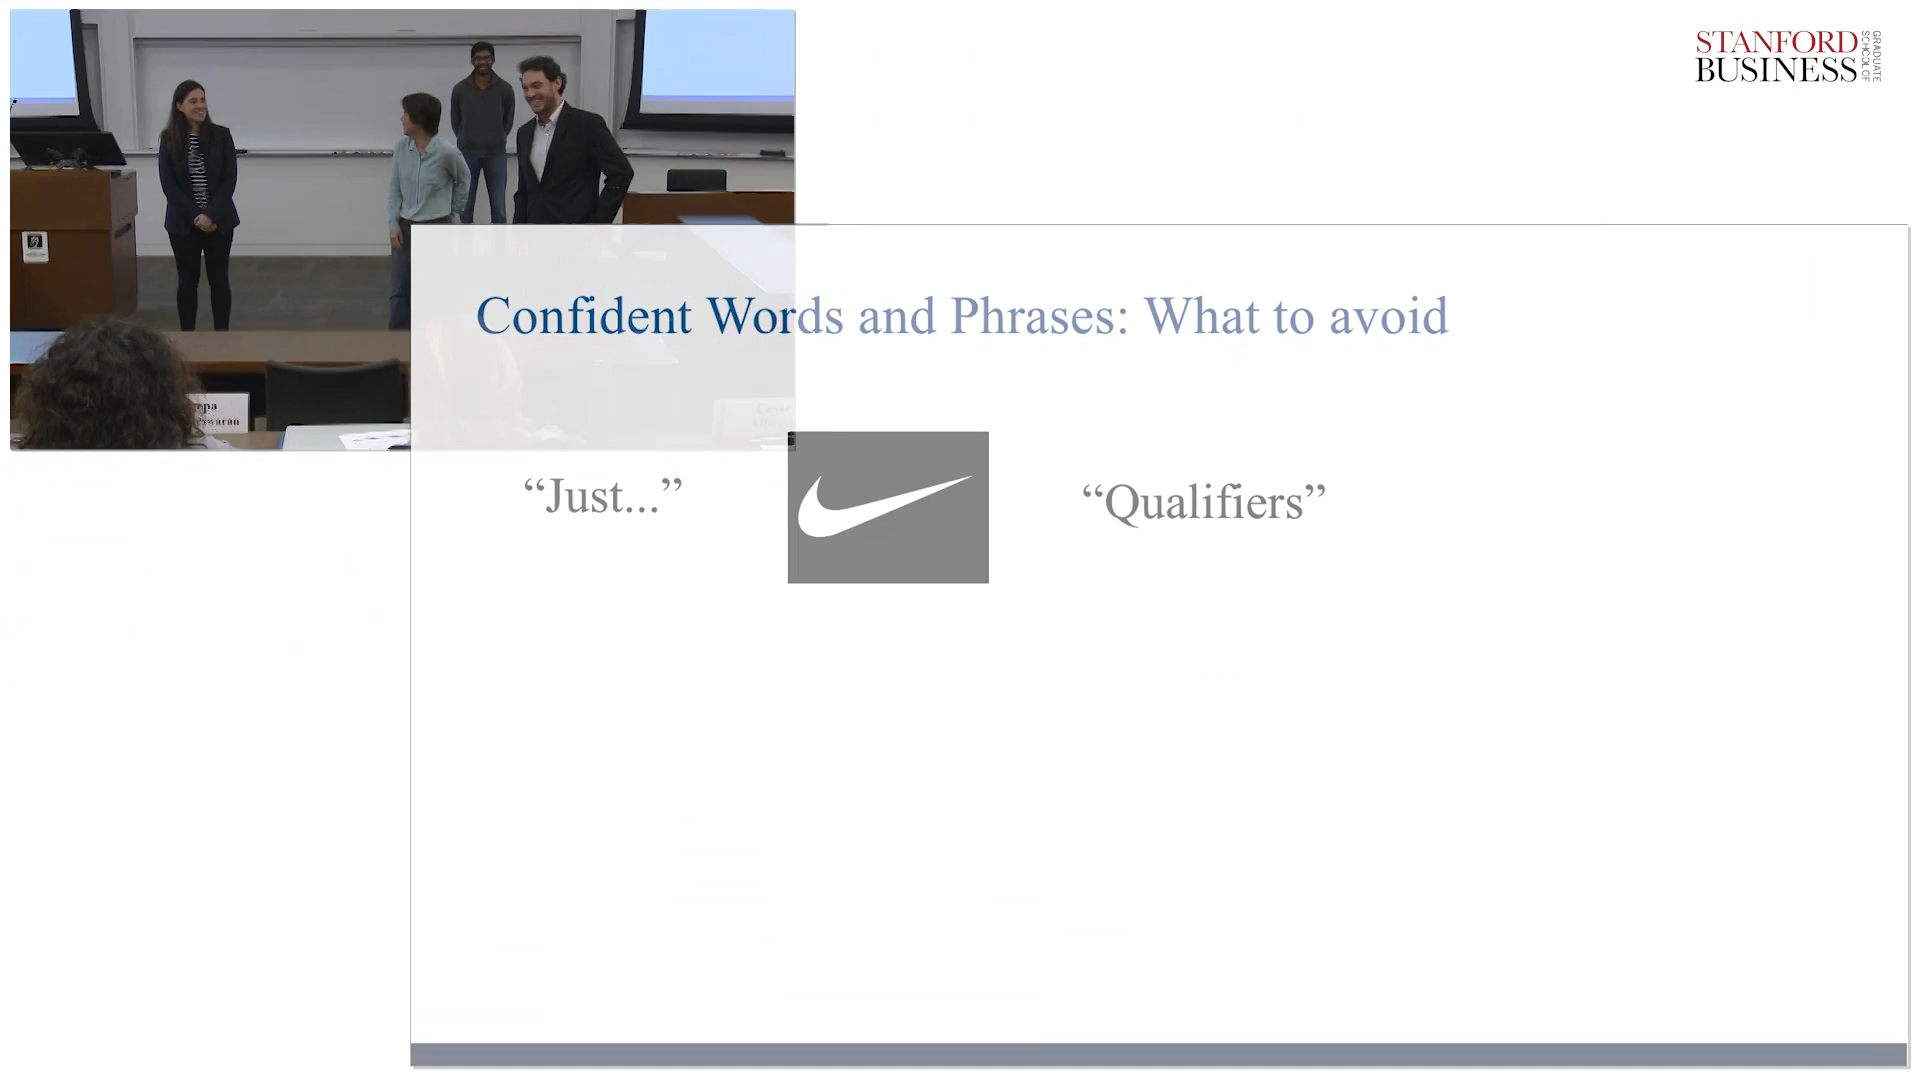 STANFORD
BUSINESS
GRADUATE
SCHOOL OF
Confident Words and Phrases: What to avoid
“Just...”
“Qualifiers”